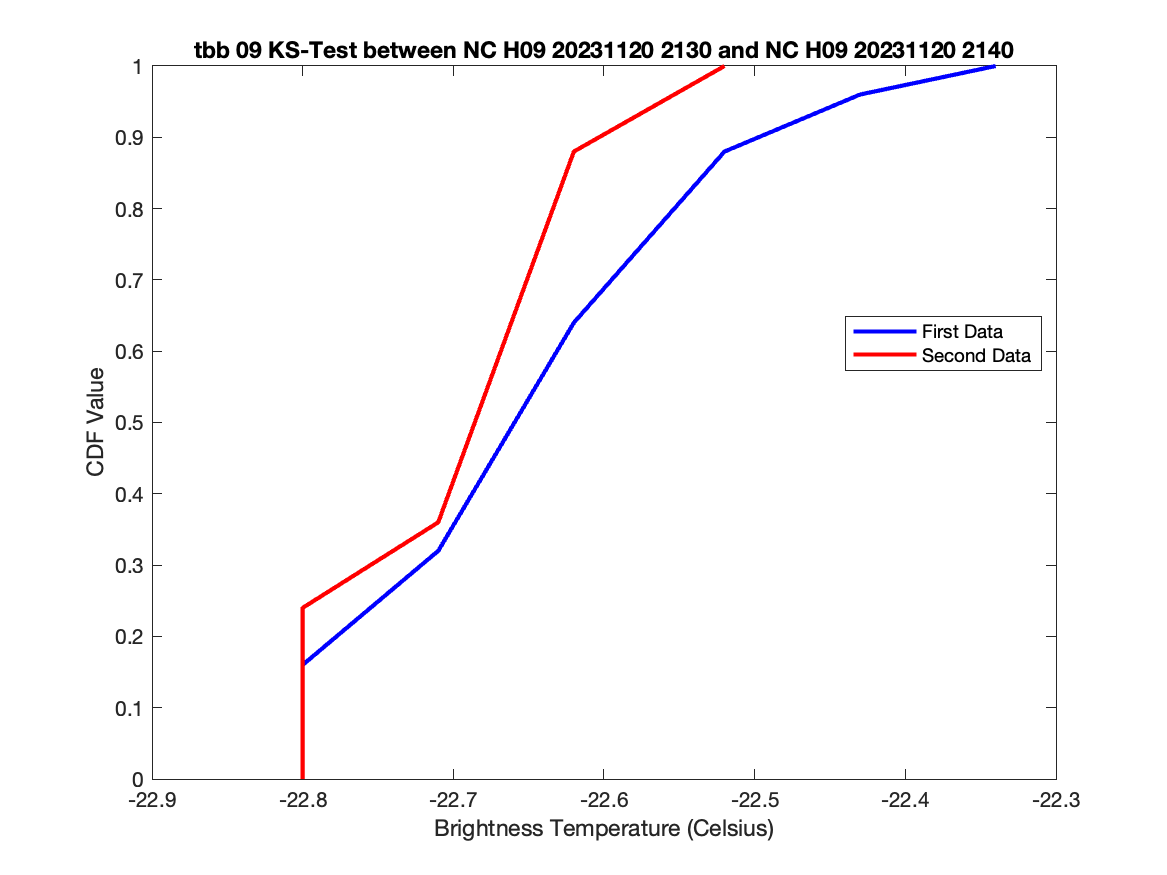 tbb 09 KS-Test between NC H09 20231120 2130 and NC H09 20231120 2140
1
0.9
0.8
0.7
0.6
0.5
0.4
0.3
0.2
0.1
0
CDF Value
First Data
Second Data
-22.9 -22.8 -22.7 -22.6 -22.5 -22.4 -22.3
Brightness Temperature (Celsius)